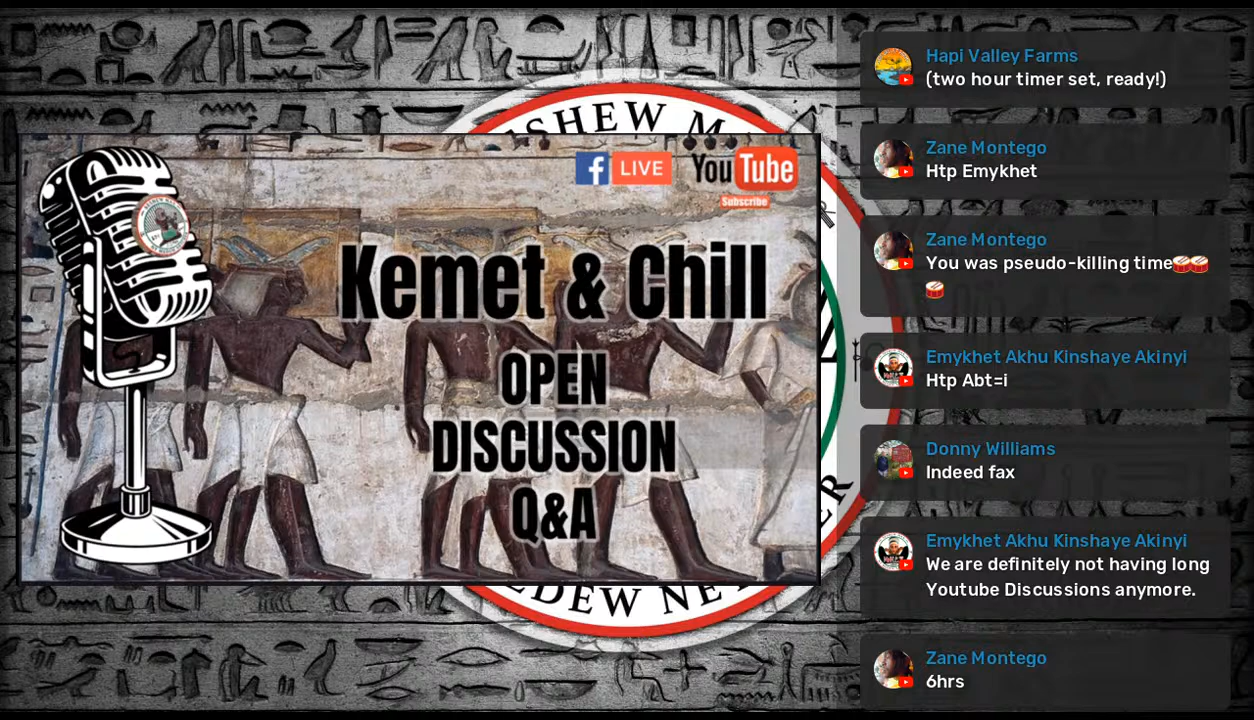 SHEW M
f LIVE
YouTube
Subscribe
Kemet & Chill
OPEN
DISCUSSION
Q&A
Hapi Valley Farms
(two hour timer set, ready!)
Zane Montego
Htp Emykhet
Zane Montego
You was pseudo-killing time🥁🥁
🥁
Emykhet Akhu Kinshaye Akinyi
Htp Abt=i
Donny Williams
Indeed fax
Emykhet Akhu Kinshaye Akinyi
We are definitely not having long
Youtube Discussions anymore.
Zane Montego
6hrs